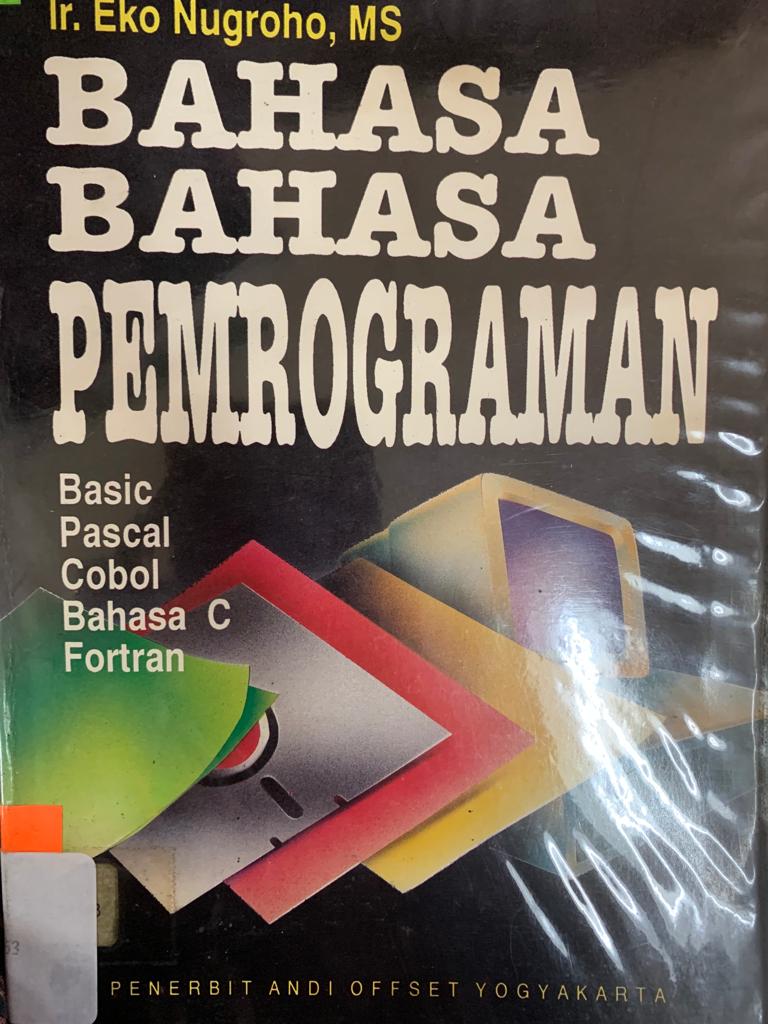 Ir. Eko Nugroho, MS
BAHASA
BAHASA
PEMROGRAMAN
Basic
Pascal
Cobol
Bahasa C
Fortran
PENERBIT ANDI OFFSET YOGYAKARTA